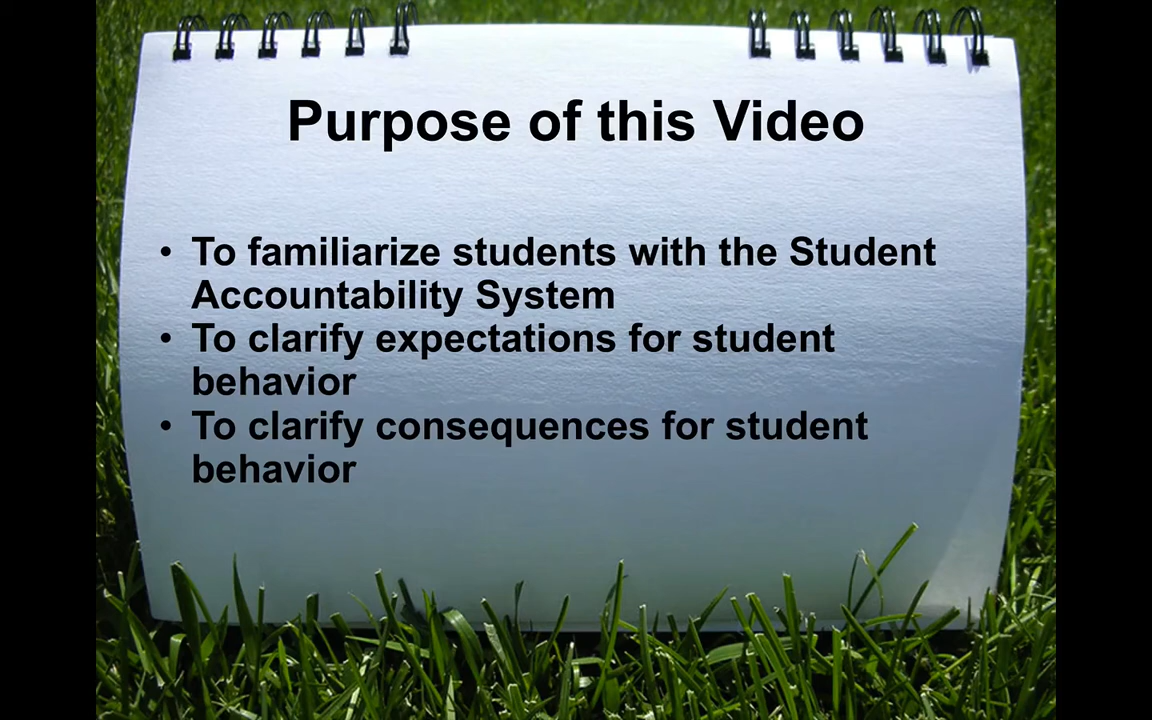 Purpose of this Video
• To familiarize students with the Student
Accountability System
• To clarify expectations for student
behavior
• To clarify consequences for student
behavior